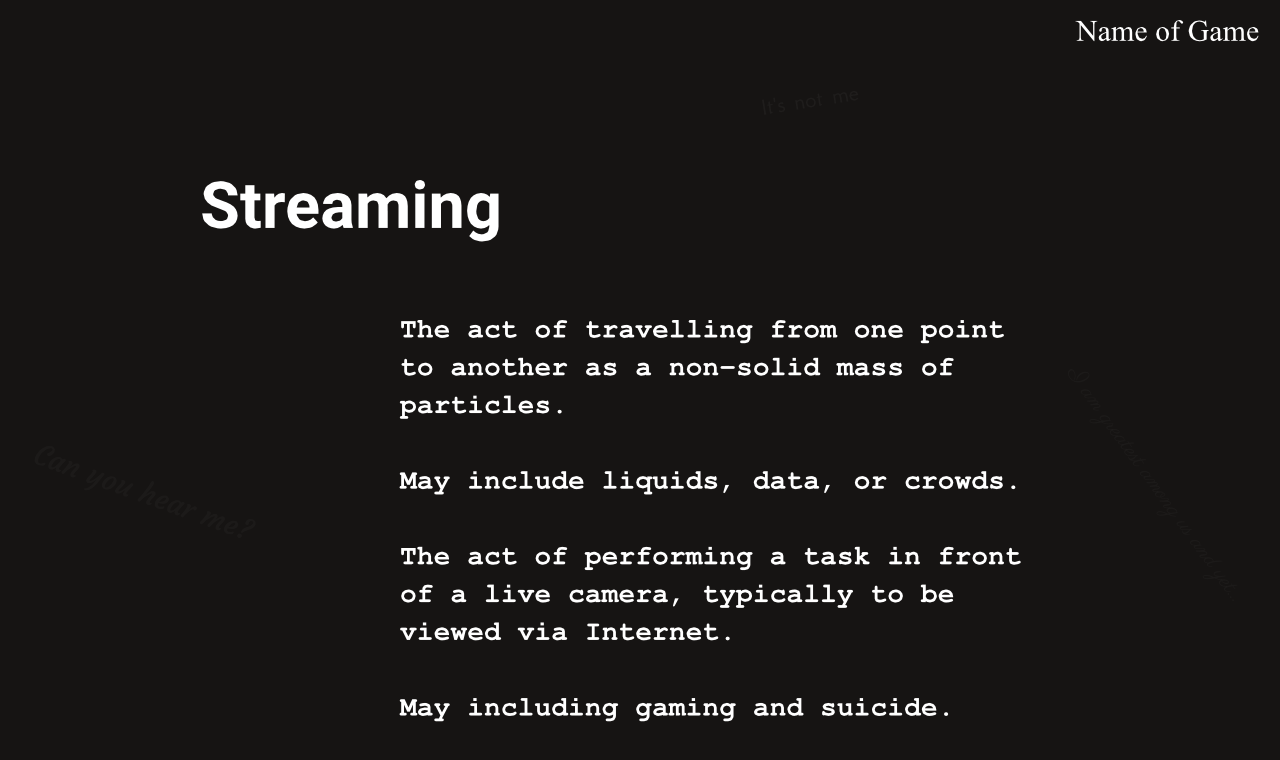 Name of Game
It's not me
Streaming
The act of travelling from one point
to another as a non-solid mass of
particles.
May include liquids, data, or crowds.
Can you hear me?
The act of performing a task in front
of a live camera, typically to be
viewed via Internet.
May including gaming and suicide.